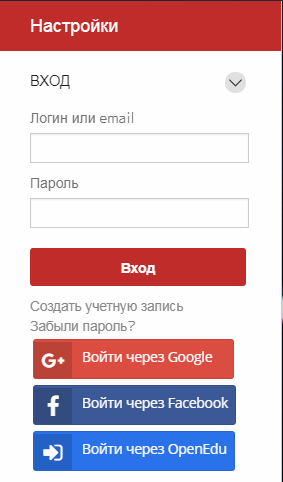 Настройки
ВХОД
Логин или email
Пароль
Вход
Создать учетную запись
Забыли пароль?
G+ Войти через Google
f Войти через Facebook
Войти через OpenEdu